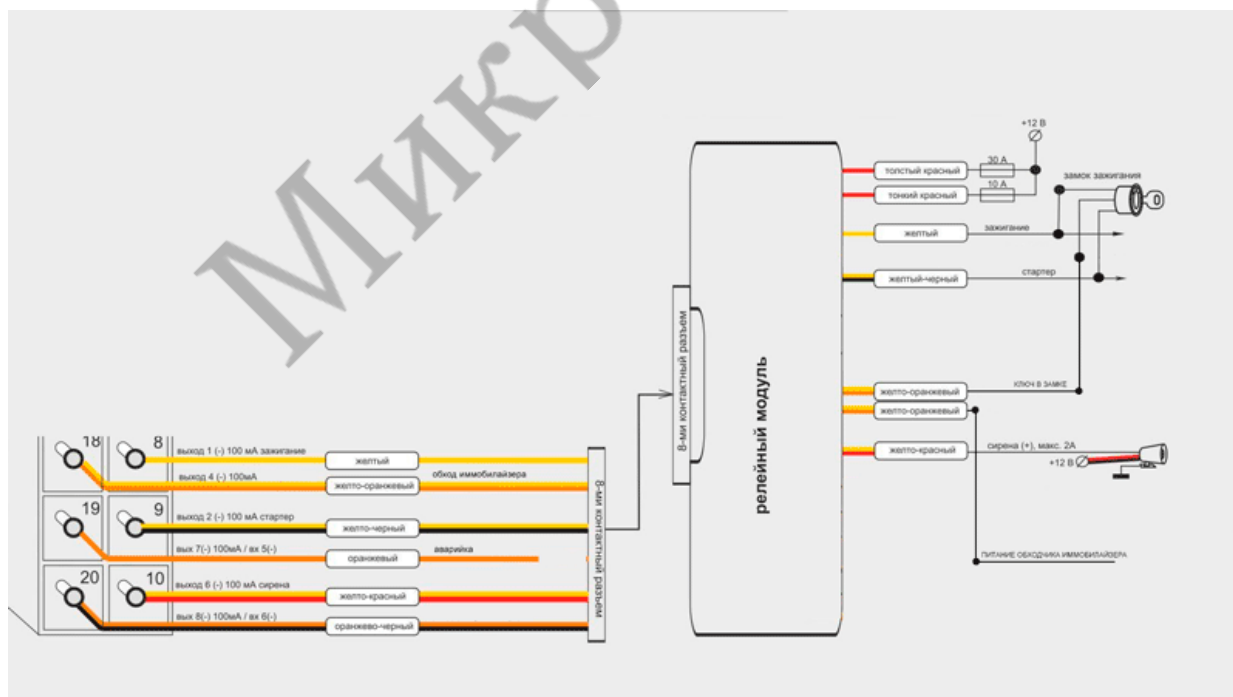 Микр
+12 В
толстый красный
30 А
замок зажигания
тонкий красный
10 А
желтый
зажигание
желтый-черный
стартер
8-ми контактный разъем
релейный модуль
желто-оранжевый
КЛЮЧ В ЗАМКЕ
желто-оранжевый
желто-красный
сирена (+), макс. 2А
+12 В
ПИТАНИЕ ОБХОДЧИКА ИММОБИЛАЙЗЕРА
18
8
выход 1 (-) 100 мА зажигание
желтый
выход 4 (-) 100мА
желто-оранжевый
обход иммобилайзера
19
9
выход 2 (-) 100 мА стартер
желто-черный
вых 7(-) 100мА / вх 5(-)
оранжевый
аварийка
20
10
выход 6 (-) 100 мА сирена
желто-красный
вых 8(-) 100мА / вх 6(-)
оранжево-черный
8-ми контактный разъем